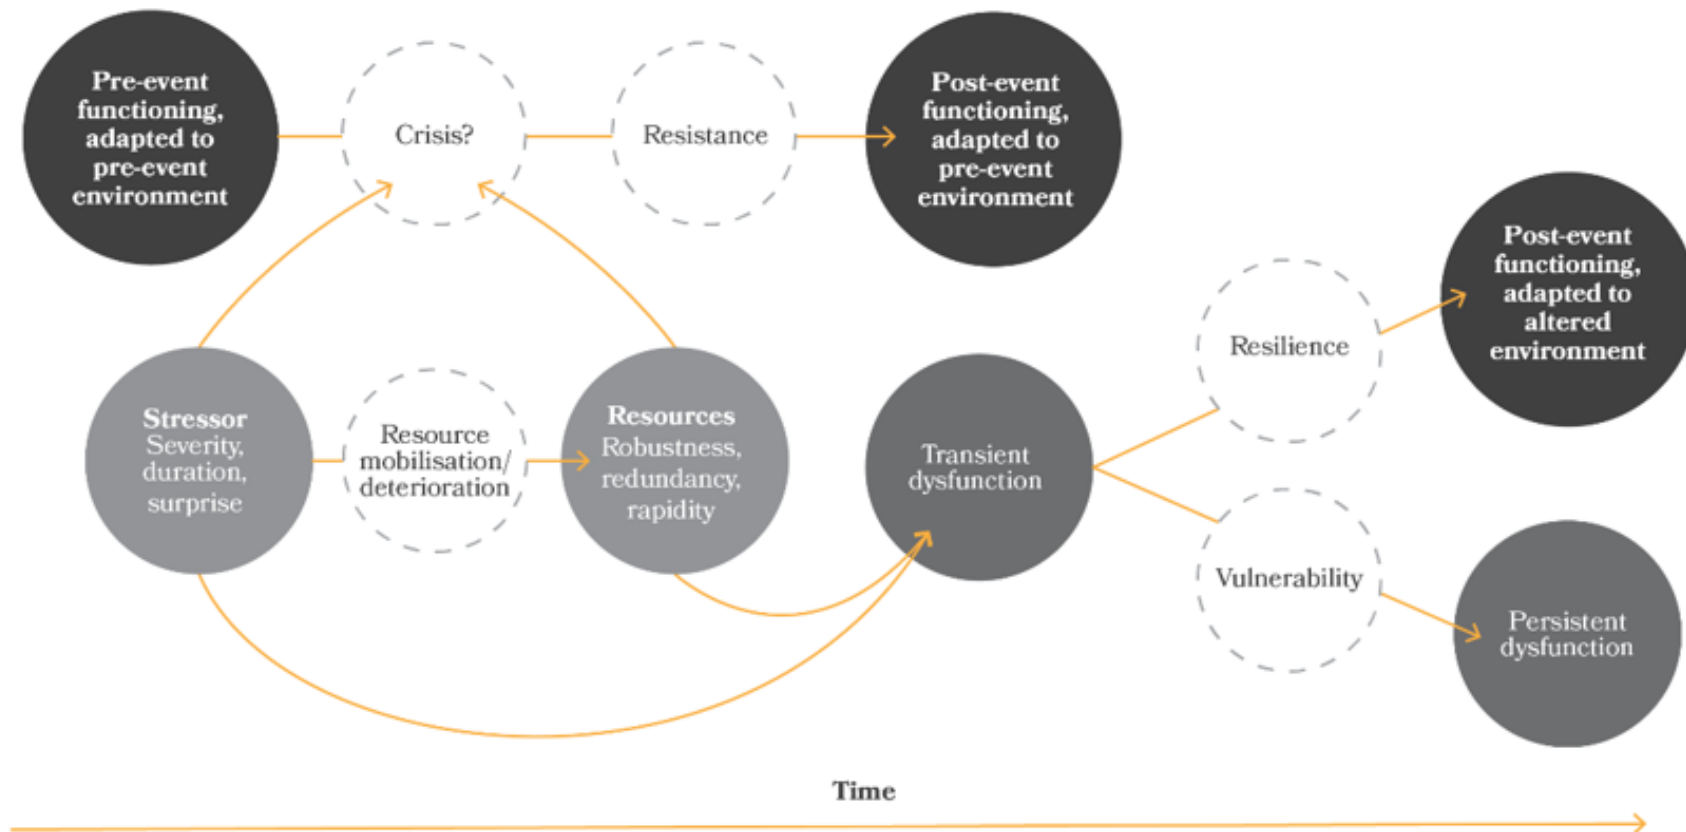 Pre-event
functioning,
adapted to
pre-event
environment
Crisis?
Resistance
Post-event
functioning,
adapted to
pre-event
environment
Stressor
Severity,
duration,
surprise
Resource
mobilisation/
deterioration
Resources
Robustness,
redundancy,
rapidity
Transient
dysfunction
Resilience
Post-event
functioning,
adapted to
altered
environment
Vulnerability
Persistent
dysfunction
Time